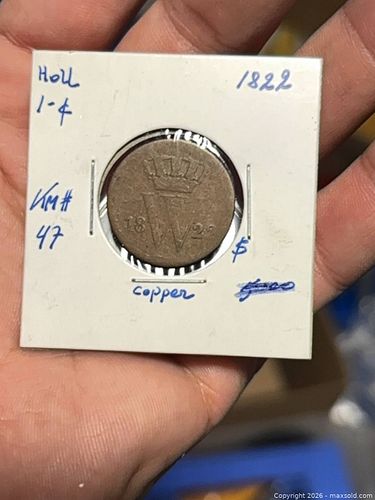 Holl 1822
1-¢
KM#
47
18 W 2
$
copper
Copyright 2026 - maxsold.com